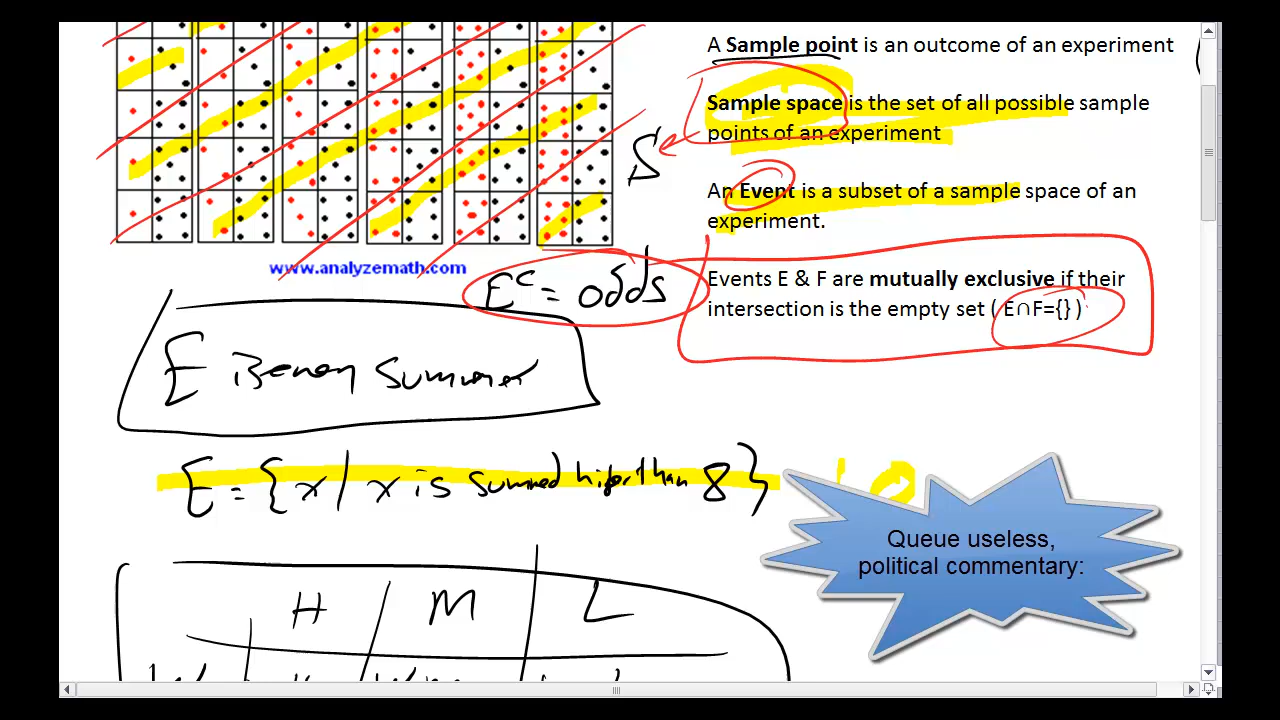 A Sample point is an outcome of an experiment
Sample space is the set of all possible sample
points of an experiment
S
An Event is a subset of a sample space of an
experiment.
www.analyzemath.com
Eᶜ = odds
Events E & F are mutually exclusive if their
intersection is the empty set ( E∩F={} )
E summer
E = {x | x is summed than 8}
Queue useless,
political commentary:
H M L